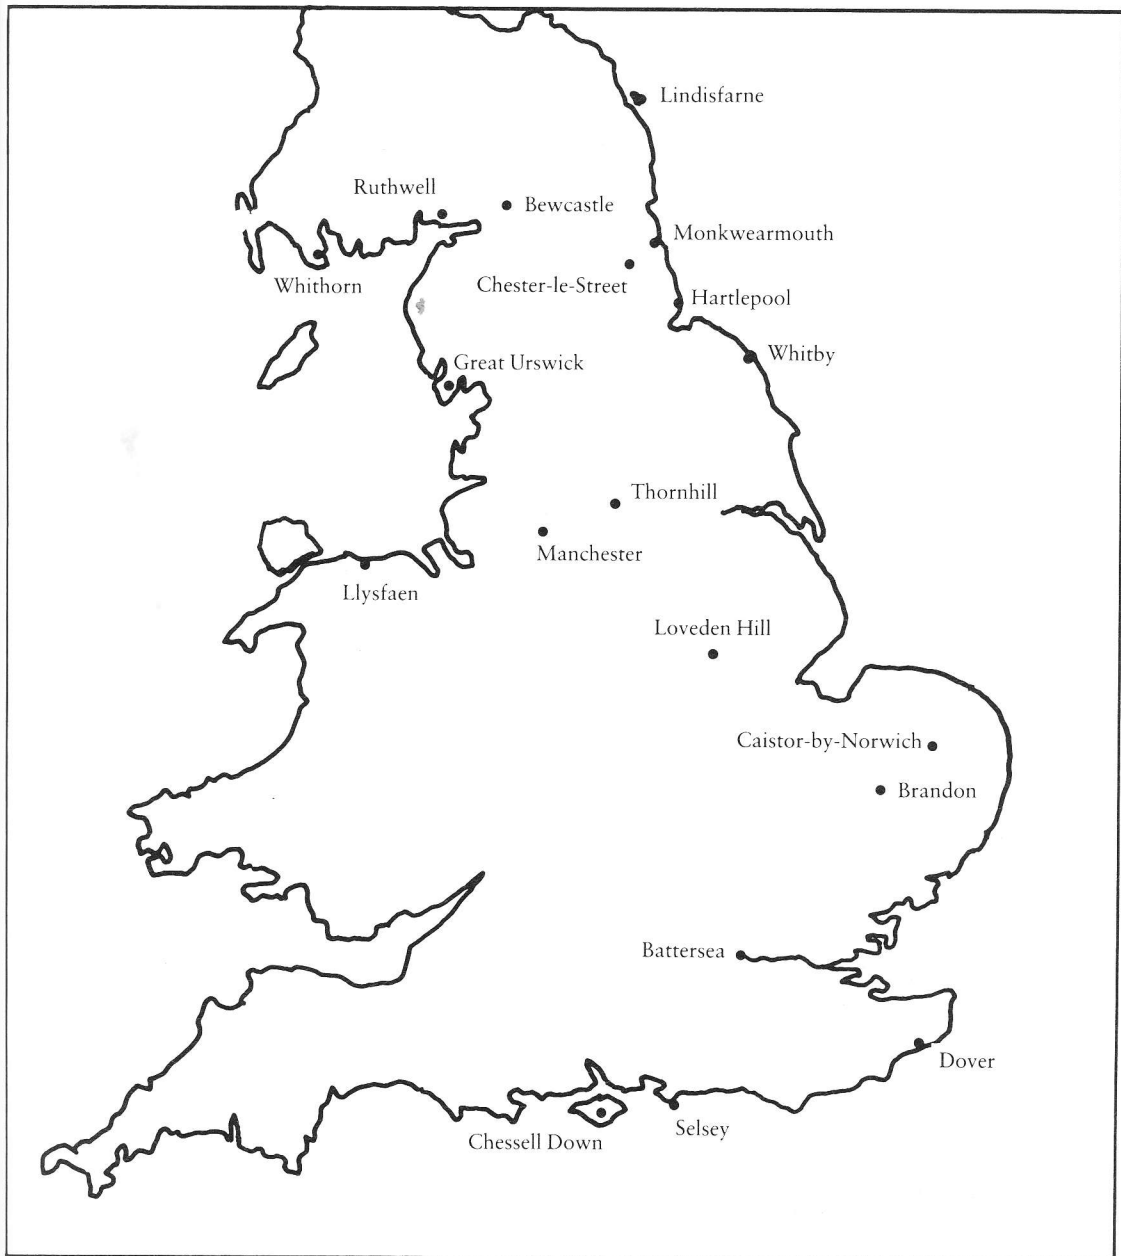 Lindisfarne
Ruthwell
Bewcastle
Monkwearmouth
Whithorn
Chester-le-Street
Hartlepool
Whitby
Great Urswick
Thornhill
Manchester
Llysfaen
Loveden Hill
Caistor-by-Norwich
Brandon
Battersea
Dover
Selsey
Chessell Down